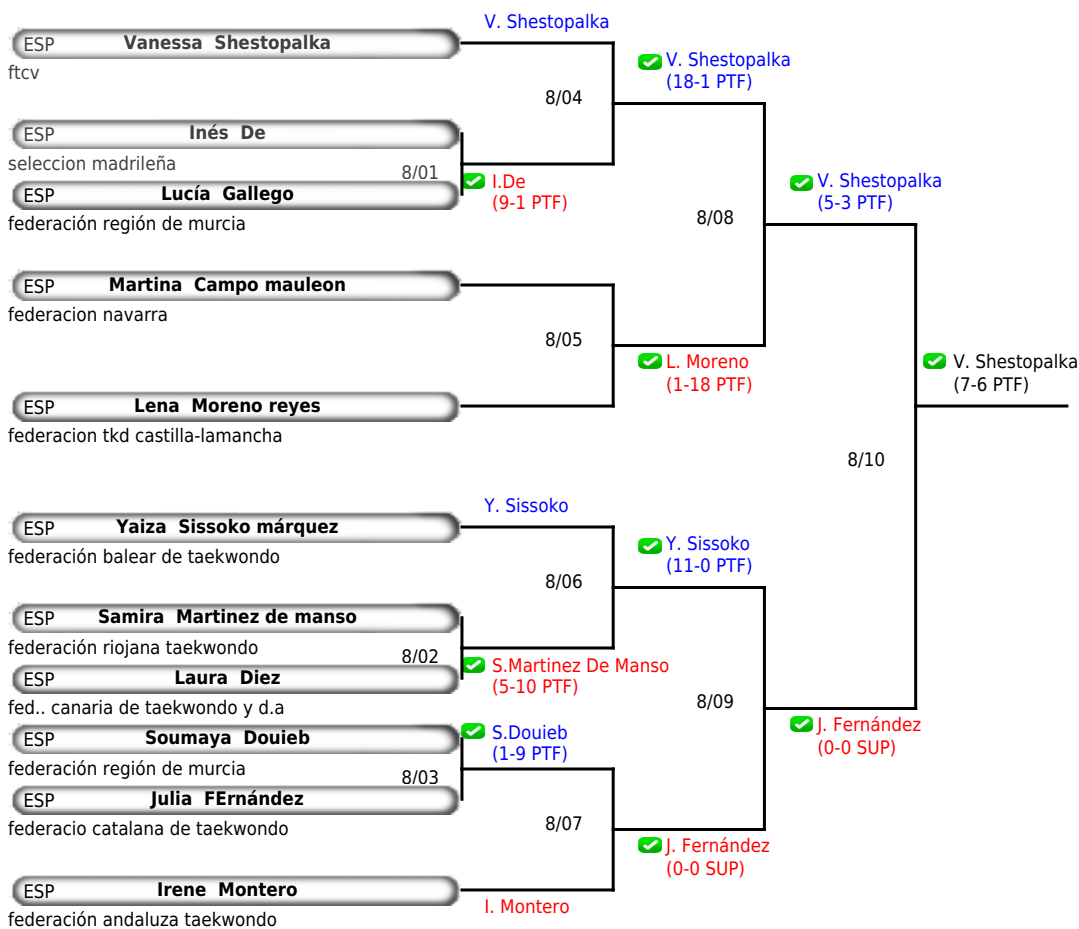 V. Shestopalka
ESP Vanessa Shestopalka
ftcv
V. Shestopalka
(18-1 PTF)
8/04
ESP Inés De
seleccion madrileña
8/01
I.De
(9-1 PTF)
ESP Lucía Gallego
federación región de murcia
V. Shestopalka
(5-3 PTF)
8/08
ESP Martina Campo mauleon
federacion navarra
8/05
L. Moreno
(1-18 PTF)
ESP Lena Moreno reyes
federacion tkd castilla-lamancha
V. Shestopalka
(7-6 PTF)
8/10
Y. Sissoko
ESP Yaiza Sissoko márquez
federación balear de taekwondo
Y. Sissoko
(11-0 PTF)
8/06
ESP Samira Martinez de manso
federación riojana taekwondo
8/02
S.Martinez De Manso
(5-10 PTF)
ESP Laura Diez
fed.. canaria de taekwondo y d.a
8/09
ESP Soumaya Douieb
S.Douieb
(1-9 PTF)
federación región de murcia
8/03
J. Fernández
(0-0 SUP)
ESP Julia FErnández
federacio catalana de taekwondo
8/07
J. Fernández
(0-0 SUP)
ESP Irene Montero
I. Montero
federación andaluza taekwondo